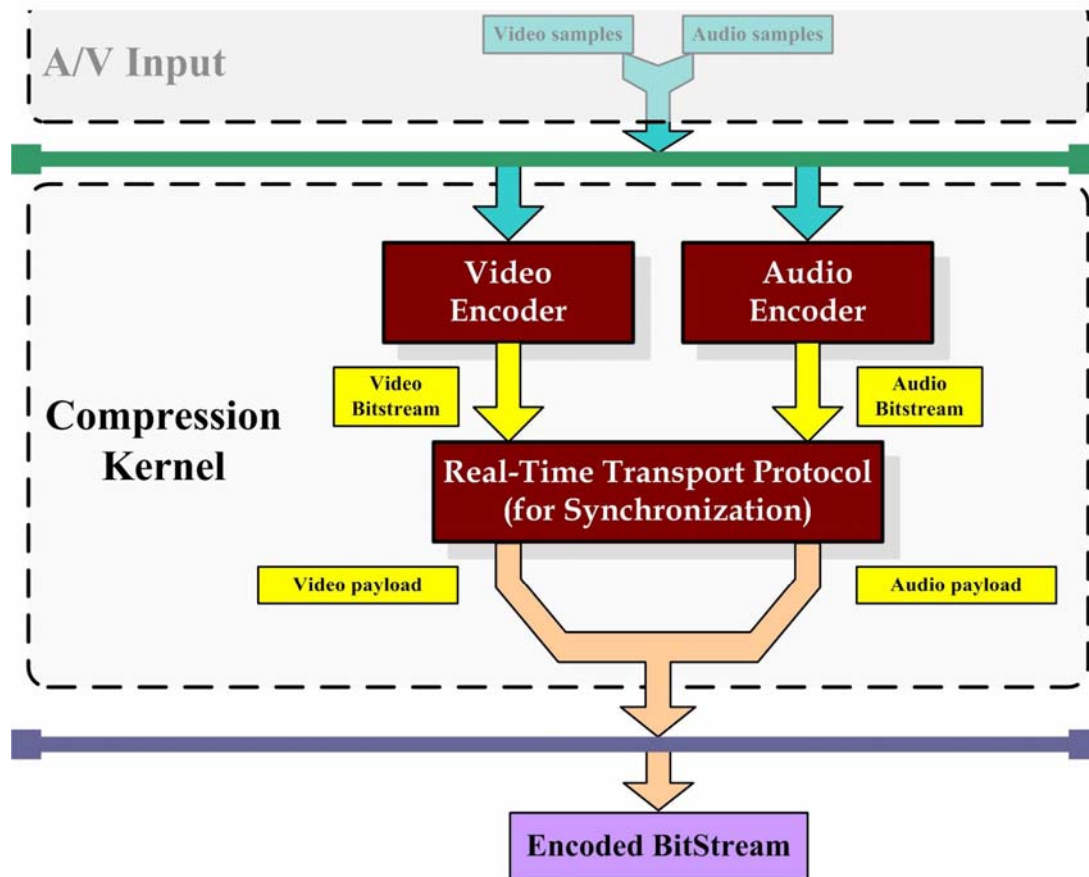 Video samples
Audio samples
A/V Input
Video
Encoder
Audio
Encoder
Video
Bitstream
Audio
Bitstream
Compression
Kernel
Real-Time Transport Protocol
(for Synchronization)
Video payload
Audio payload
Encoded BitStream